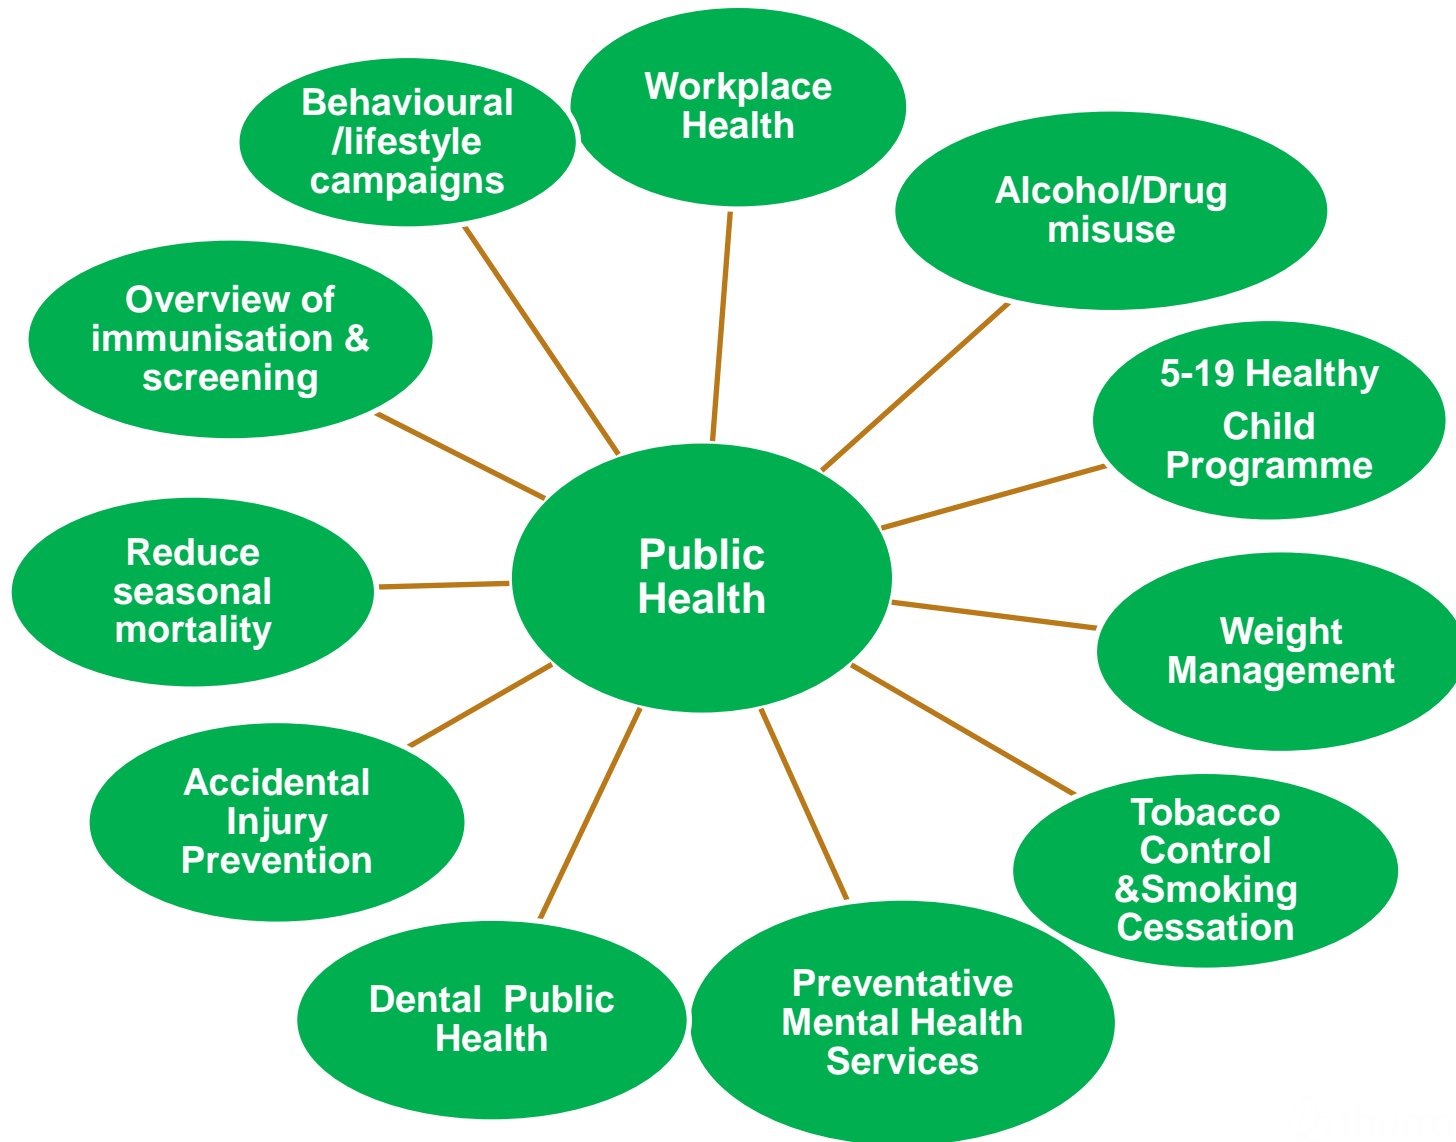 Workplace
Health
Behavioural
/lifestyle
campaigns
Alcohol/Drug
misuse
Overview of
immunisation &
screening
5-19 Healthy
Child
Programme
Public
Health
Reduce
seasonal
mortality
Weight
Management
Accidental
Injury
Prevention
Tobacco
Control
&Smoking
Cessation
Dental  Public
Health
Preventative
Mental Health
Services